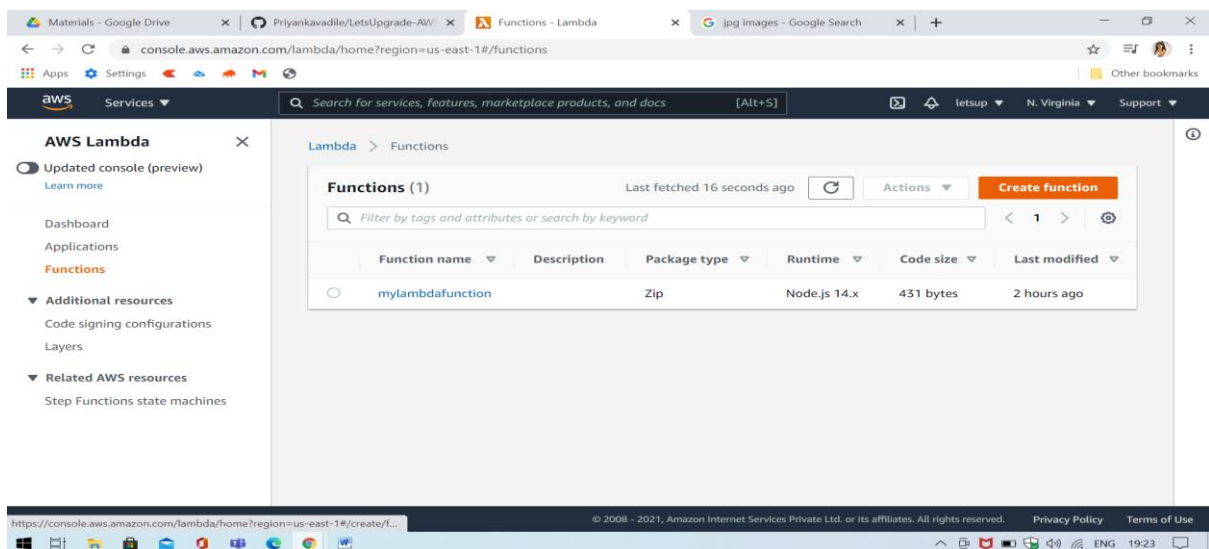 Materials - Google Drive
Priyankavadile/LetsUpgrade-AW
Functions - Lambda
jpg images - Google Search
console.aws.amazon.com/lambda/home?region=us-east-1#/functions
Apps Settings Other bookmarks
aws Services ▼ Search for services, features, marketplace products, and docs [Alt+S] letsup ▼ N. Virginia ▼ Support ▼
AWS Lambda
Updated console (preview)
Learn more
Dashboard
Applications
Functions
▼ Additional resources
Code signing configurations
Layers
▼ Related AWS resources
Step Functions state machines
Lambda > Functions
Functions (1) Last fetched 16 seconds ago Actions ▼ Create function
Filter by tags and attributes or search by keyword < 1 >
Function name Description Package type Runtime Code size Last modified
mylambdafunction Zip Node.js 14.x 431 bytes 2 hours ago
https://console.aws.amazon.com/lambda/home?region=us-east-1#/create/f...
© 2008 - 2021, Amazon Internet Services Private Ltd. or its affiliates. All rights reserved. Privacy Policy Terms of Use
ENG 19:23